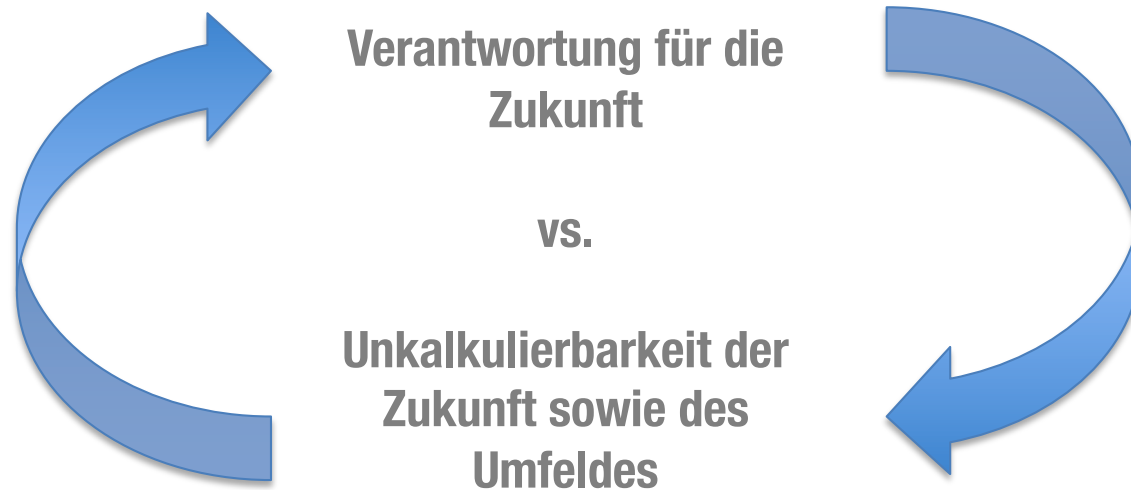 Verantwortung für die
Zukunft
vs.
Unkalkulierbarkeit der
Zukunft sowie des
Umfeldes